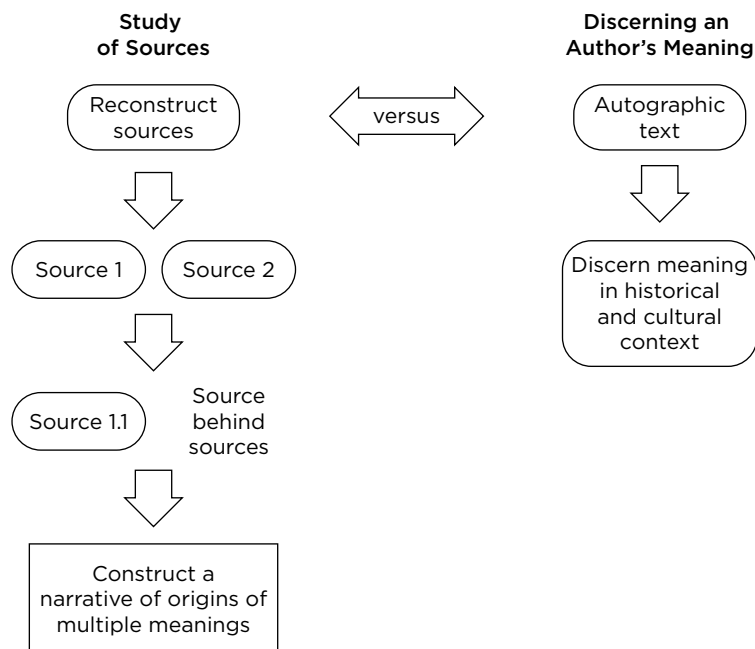 Study
of Sources
Discerning an
Author's Meaning
Reconstruct
sources
versus
Autographic
text
Source 1
Source 2
Discern meaning
in historical
and cultural
context
Source 1.1
Source
behind
sources
Construct a
narrative of origins of
multiple meanings